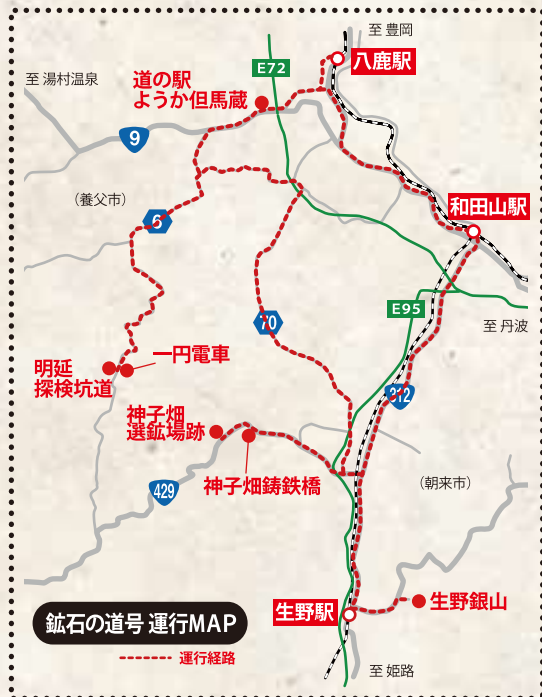 至 豊岡
八鹿駅
E72
至 湯村温泉
道の駅
ようか但馬蔵
9
(養父市)
6
和田山駅
E95
至 丹波
70
一円電車
明延
探検坑道
312
神子畑
選鉱場跡
神子畑鋳鉄橋
(朝来市)
429
生野銀山
生野駅
鉱石の道号 運行MAP
運行経路
至 姫路